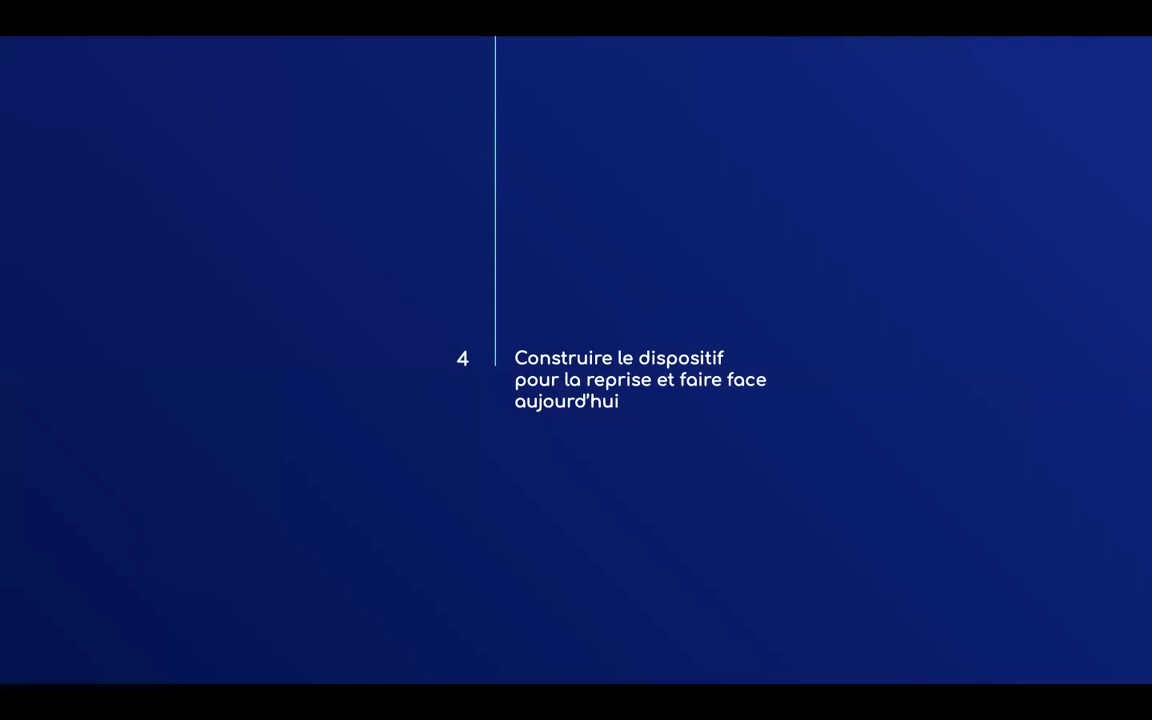 4
Construire le dispositif
pour la reprise et faire face
aujourd’hui